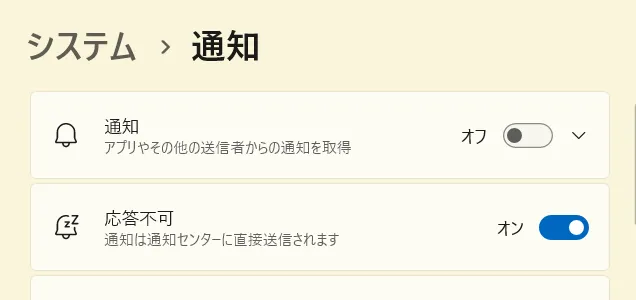 システム > 通知
通知
アプリやその他の送信者からの通知を取得
オフ
応答不可
通知は通知センターに直接送信されます
オン